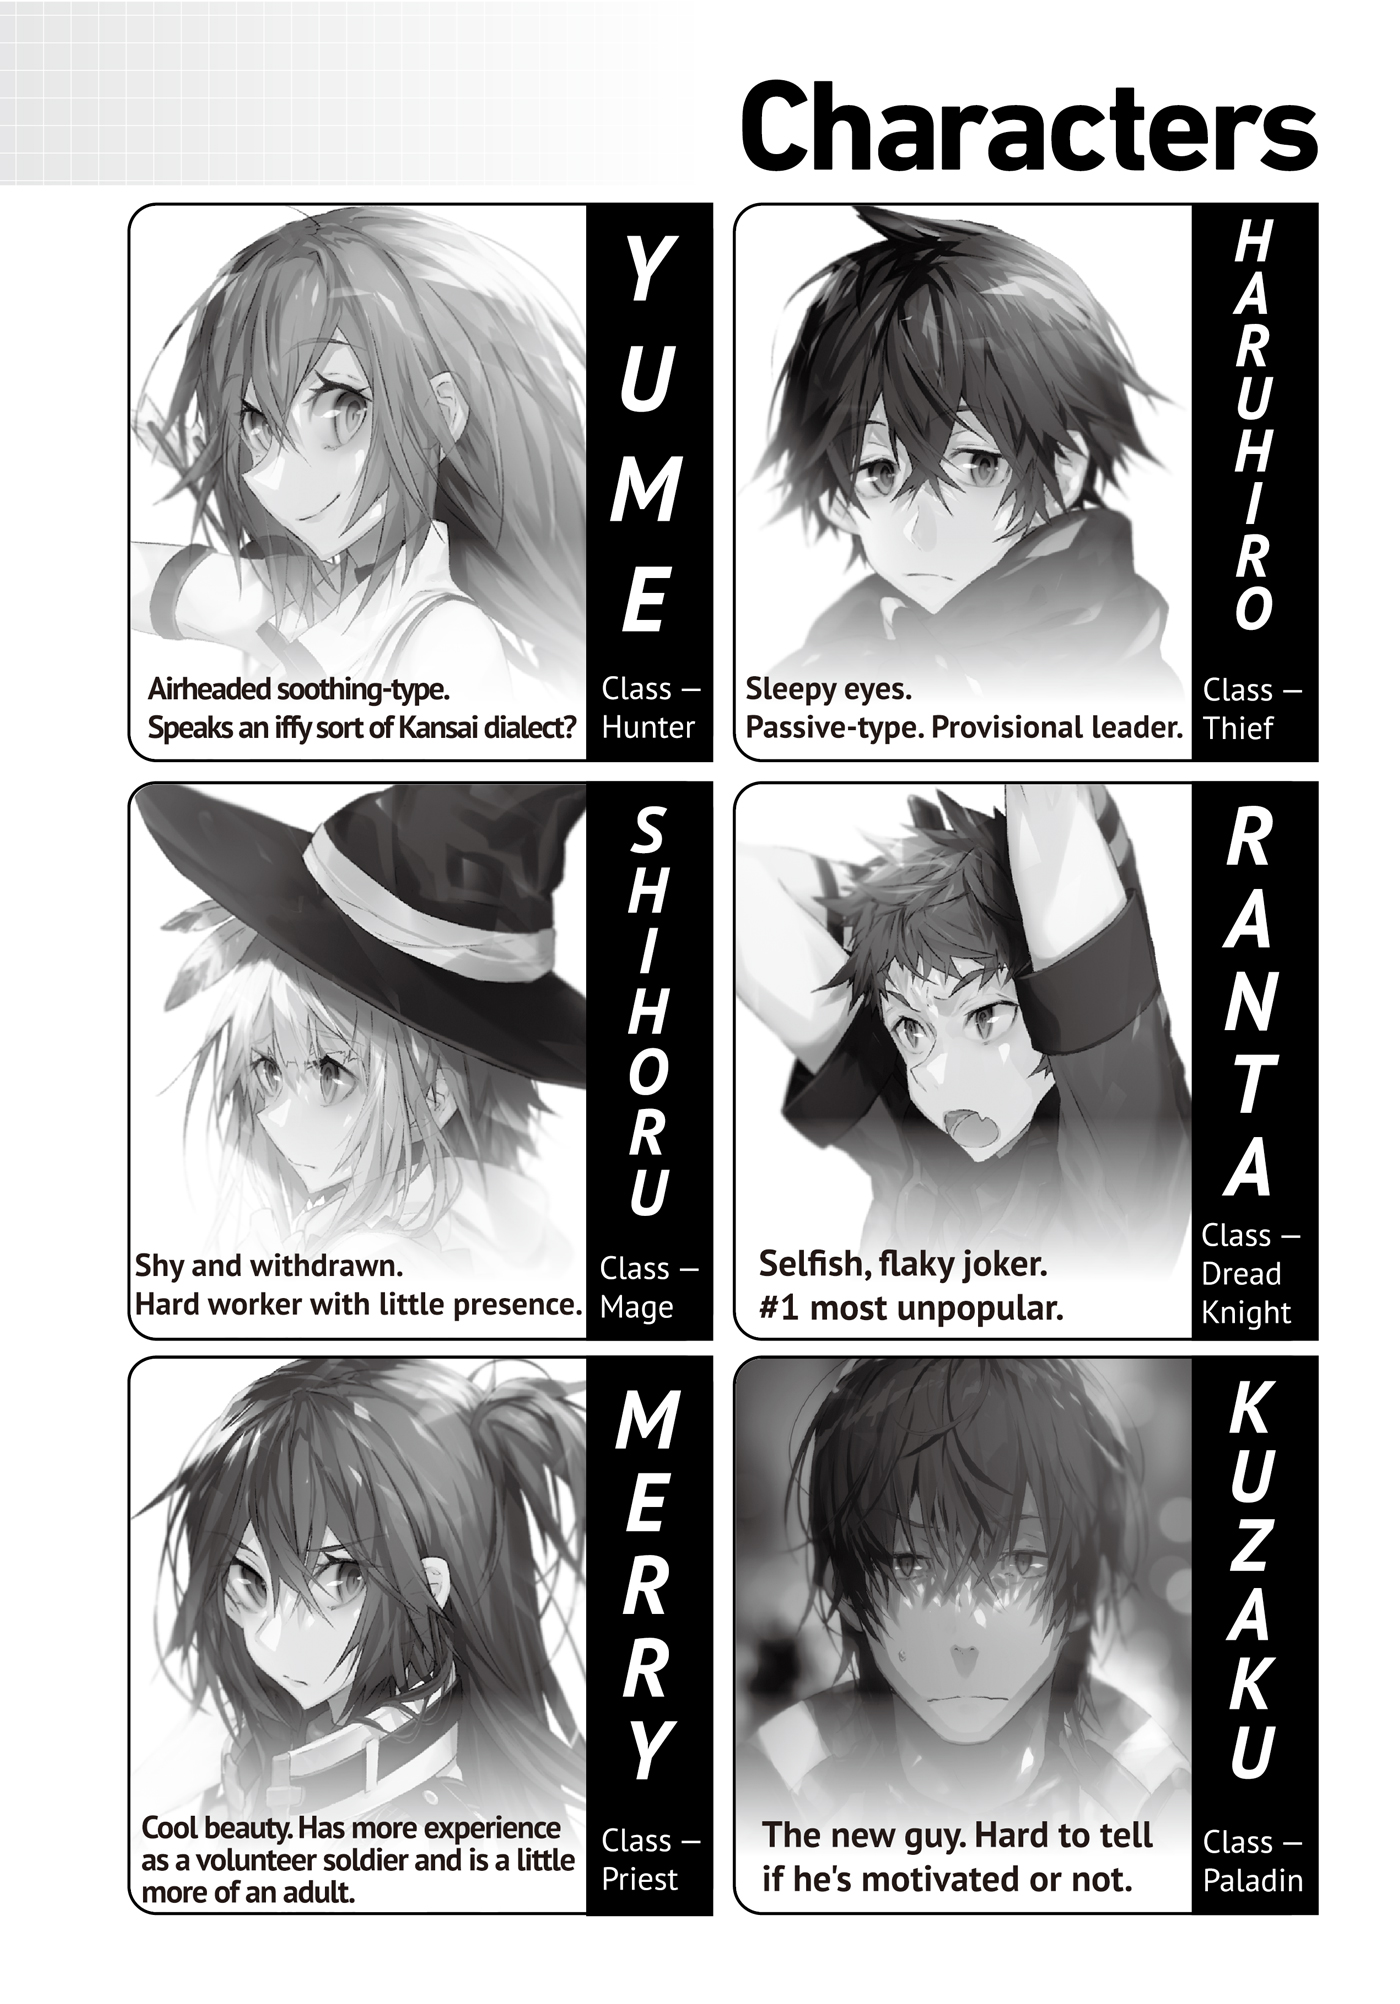 Characters
YUME
Class –
Hunter
Airheaded soothing-type.
Speaks an iffy sort of Kansai dialect?
HARUHIRO
Class –
Thief
Sleepy eyes.
Passive-type. Provisional leader.
SHIHORU
Class –
Mage
Shy and withdrawn.
Hard worker with little presence.
RANTA
Class –
Dread
Knight
Selfish, flaky joker.
#1 most unpopular.
MERRY
Class –
Priest
Cool beauty. Has more experience
as a volunteer soldier and is a little
more of an adult.
KUZAKU
Class –
Paladin
The new guy. Hard to tell
if he's motivated or not.